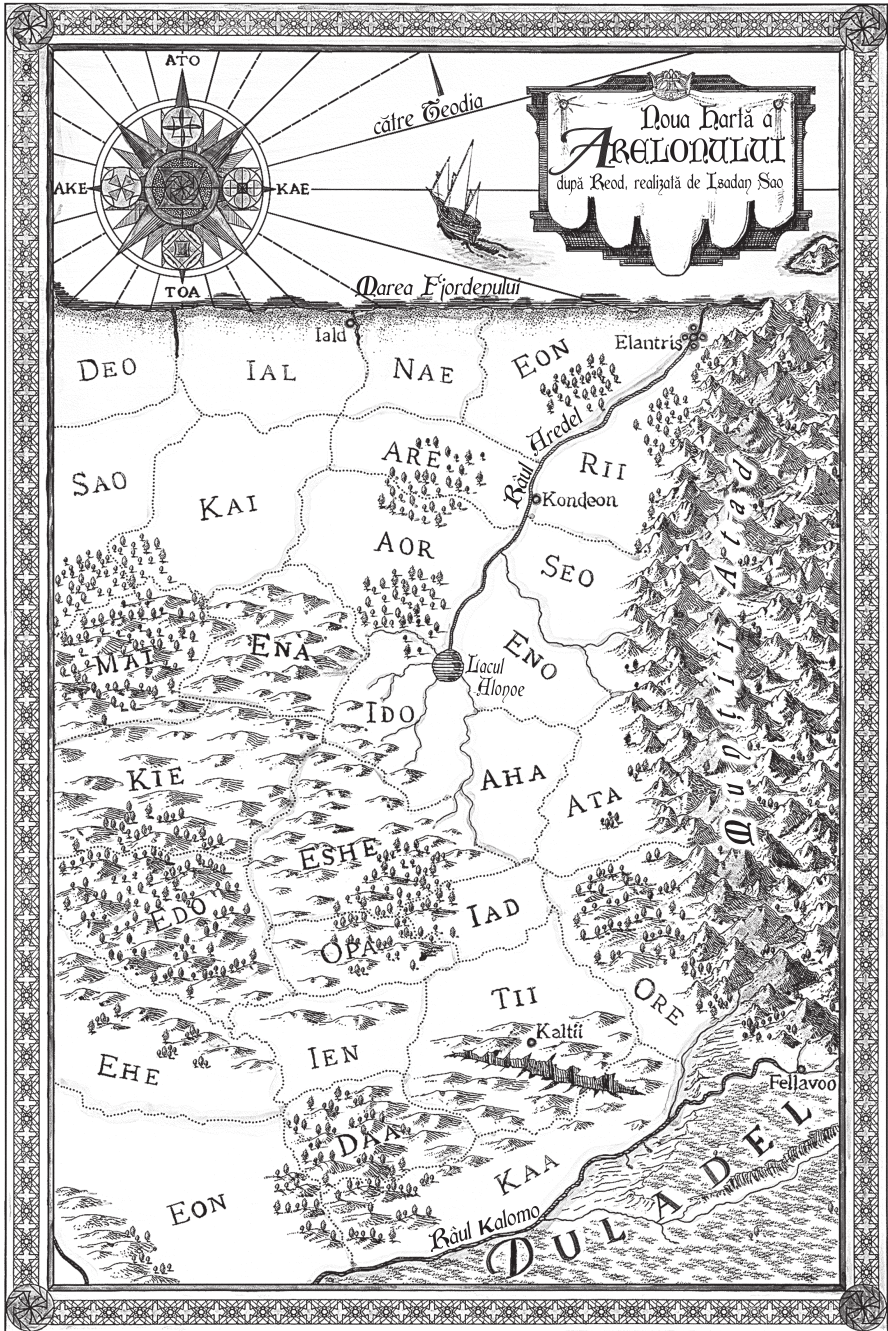 ATO
către Teodia
Noua Hartă a
ARELONULUI
după Reod, realizată de Isadan Sao
AKE
KAE
TOA
Marea Fjordenului
Iald
Elantris
DEO
IAL
NAE
EON
Râul Aredel
ARE
RII
SAO
KAI
Kondeon
AOR
SEO
Munții Artad
MAI
ENA
ENO
Lacul
Alonoe
IDO
KIE
AHA
ATA
ESHE
EDO
IAD
OPA
TII
ORE
Kaltii
IEN
EHE
Fellavoo
DAA
KAA
DULADEL
EON
Râul Kalomo